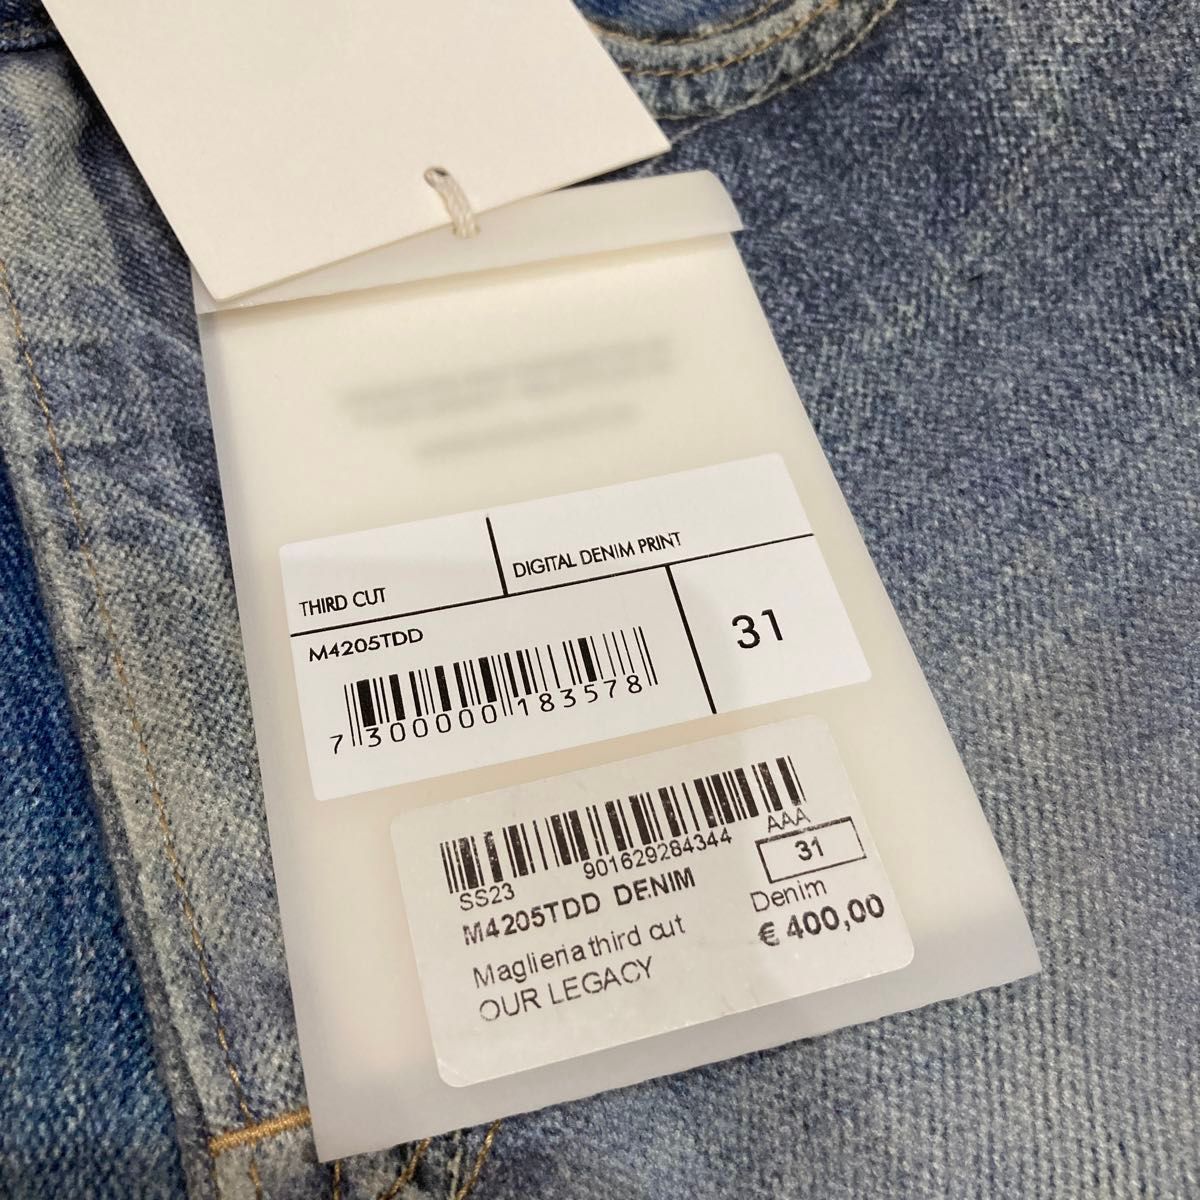 THIRD CUT
DIGITAL DENIM PRINT
M4205TDD
31
7 300000 183578
901629284344
AAA
SS23
31
M4205TDD DENIM
Denim
Maglieria third cut
€ 400,00
OUR LEGACY